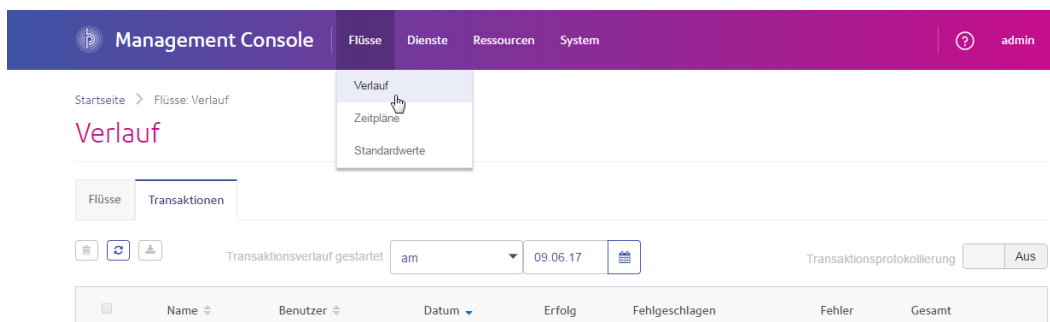 Management Console Flüsse Dienste Ressourcen System admin
Verlauf
Zeitpläne
Standardwerte
Startseite > Flüsse: Verlauf
Verlauf
Flüsse Transaktionen
Transaktionsverlauf gestartet am 09.06.17 Transaktionsprotokollierung Aus
Name Benutzer Datum Erfolg Fehlgeschlagen Fehler Gesamt